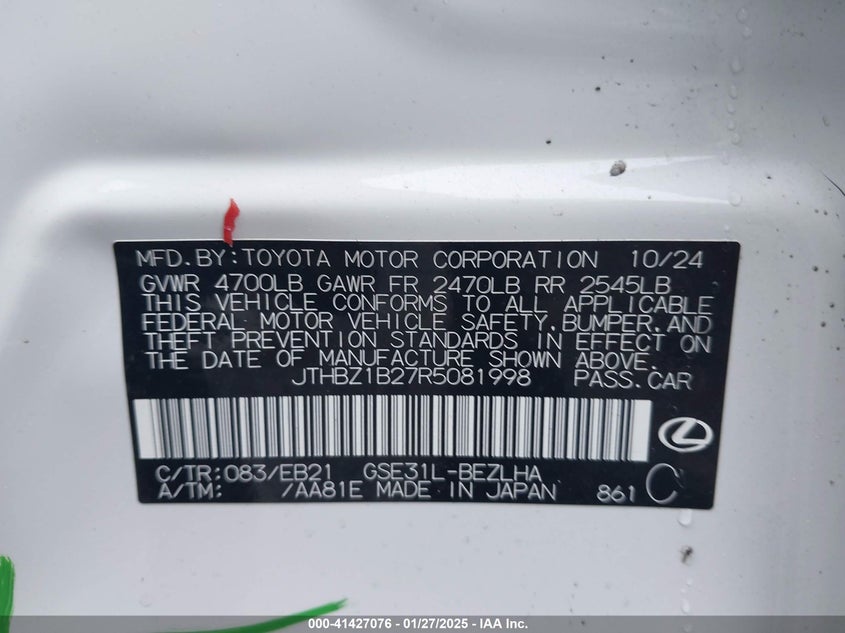 MFD.BY:TOYOTA MOTOR CORPORATION 10/24
GVWR 4700LB GAWR FR 2470LB RR 2545LB
THIS VEHICLE CONFORMS TO ALL APPLICABLE
FEDERAL MOTOR VEHICLE SAFETY,BUMPER,AND
THEFT PREVENTION STANDARDS IN EFFECT ON
THE DATE OF MANUFACTURE SHOWN ABOVE.
JTHBZ1B27R5081998 PASS.CAR
C/TR:083/EB21 GSE31L-BEZLHA
A/TM: /AA81E MADE IN JAPAN 861 C
000-41427076 - 01/27/2025 - IAA Inc.